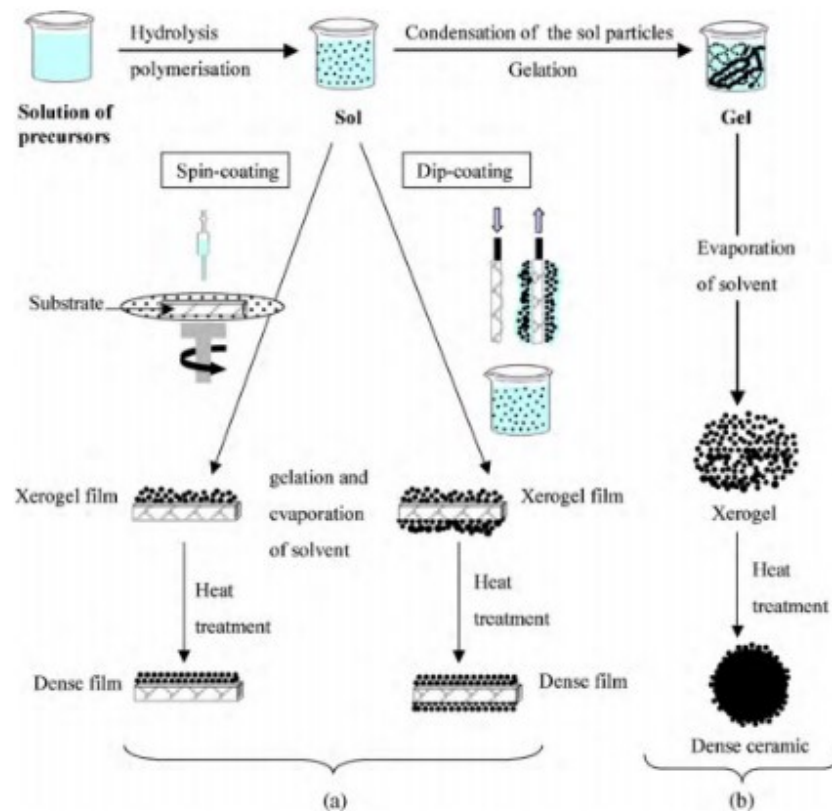 Hydrolysis
polymerisation
Condensation of the sol particles
Gelation
Solution of
precursors
Sol
Gel
Spin-coating
Dip-coating
Substrate
Evaporation
of solvent
Xerogel film
gelation and
evaporation
of solvent
Xerogel film
Xerogel
Heat
treatment
Heat
treatment
Heat
treatment
Dense film
Dense film
Dense ceramic
(a)
(b)